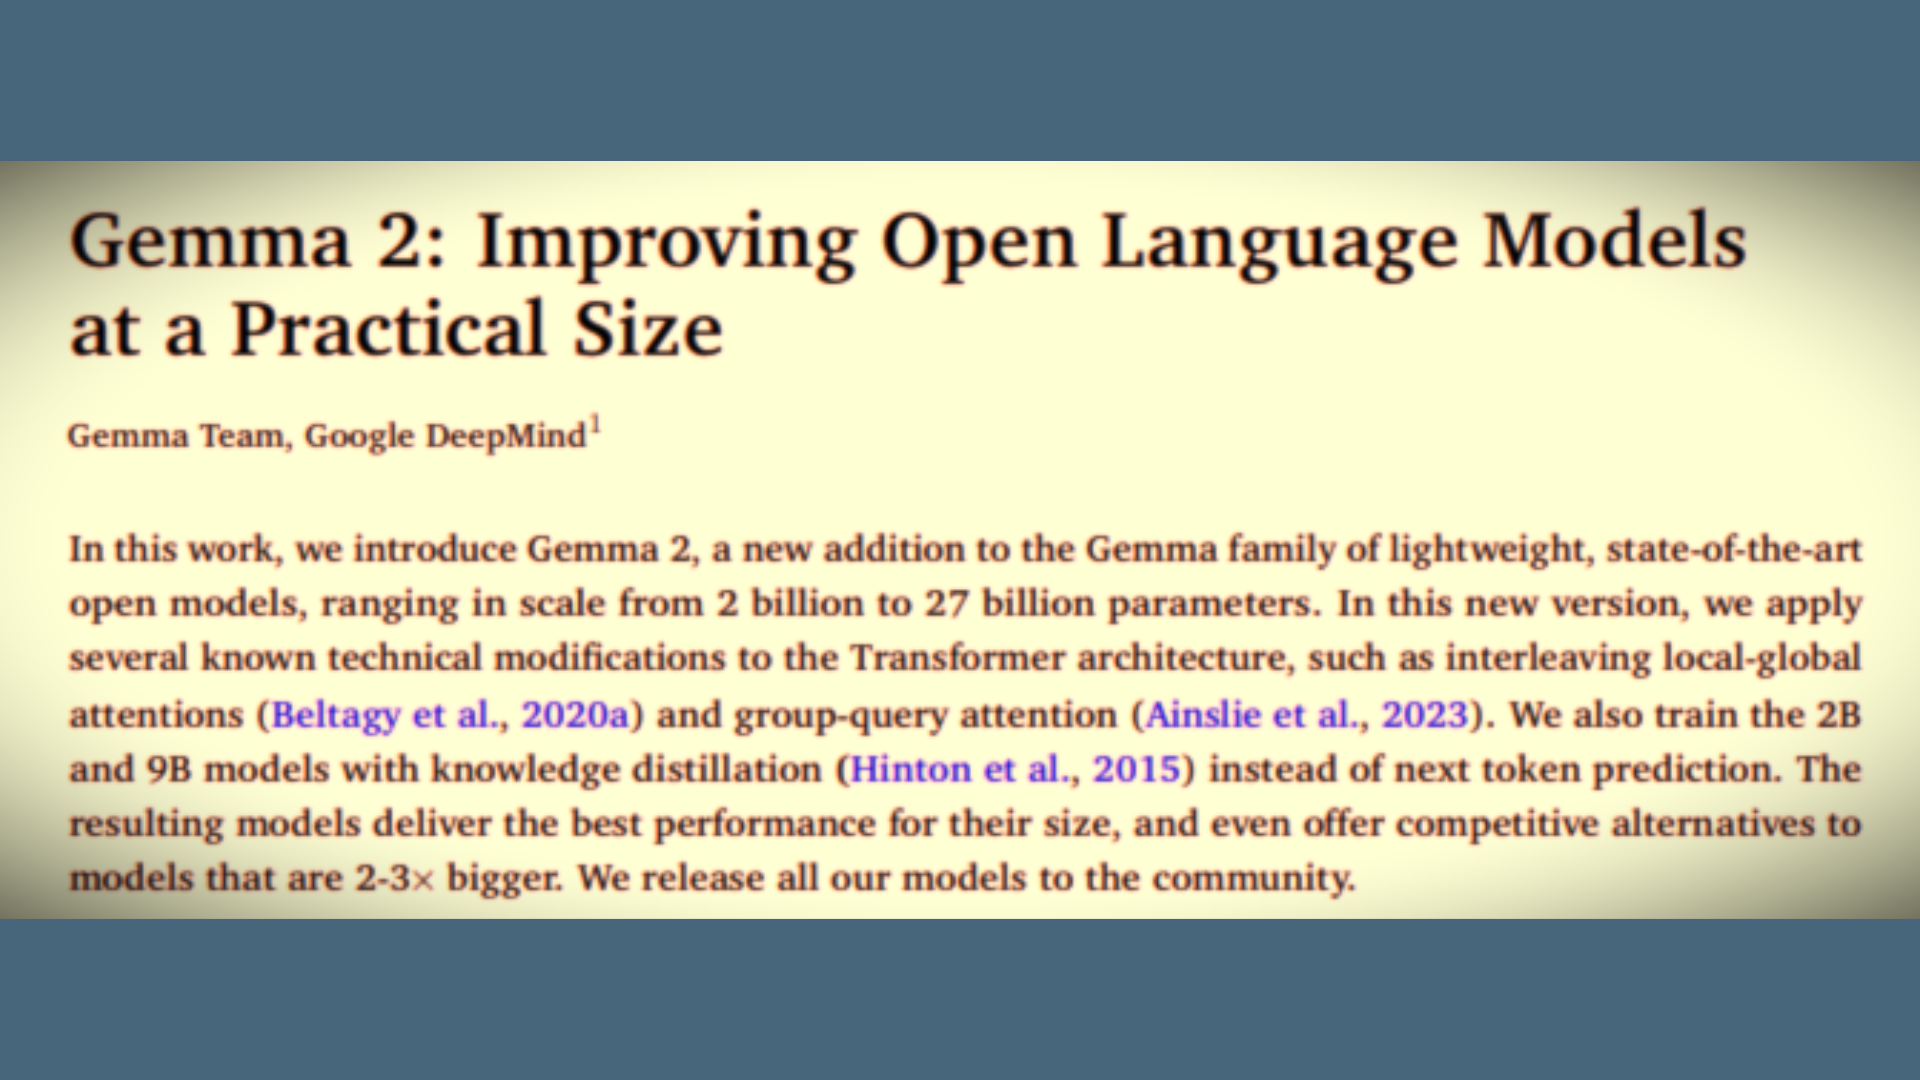 Gemma 2: Improving Open Language Models
at a Practical Size
Gemma Team, Google DeepMind¹
In this work, we introduce Gemma 2, a new addition to the Gemma family of lightweight, state-of-the-art
open models, ranging in scale from 2 billion to 27 billion parameters. In this new version, we apply
several known technical modifications to the Transformer architecture, such as interleaving local-global
attentions (Beltagy et al., 2020a) and group-query attention (Ainslie et al., 2023). We also train the 2B
and 9B models with knowledge distillation (Hinton et al., 2015) instead of next token prediction. The
resulting models deliver the best performance for their size, and even offer competitive alternatives to
models that are 2-3× bigger. We release all our models to the community.